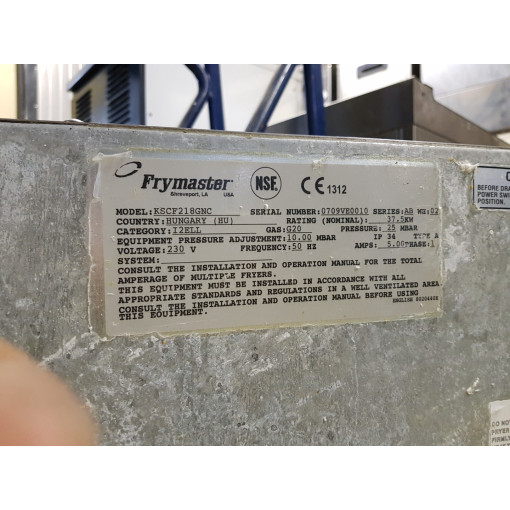 Frymaster
Shreveport, LA USA
NSF.
CE 1312
MODEL: KSCF218GNC SERIAL NUMBER: 0709VE0010 SERIES: AB WK: 02
COUNTRY: HUNGARY (HU) RATING (NOMINAL): 37.5KW
CATEGORY: I2ELL GAS: G20 PRESSURE: 25 MBAR
EQUIPMENT PRESSURE ADJUSTMENT: 10.00 MBAR IP 34 TYPE A
VOLTAGE: 230 V FREQUENCY: 50 HZ AMPS: 5.00 PHASE: 1
SYSTEM:
CONSULT THE INSTALLATION AND OPERATION MANUAL FOR THE TOTAL
AMPERAGE OF MULTIPLE FRYERS.
THIS EQUIPMENT MUST BE INSTALLED IN ACCORDANCE WITH ALL
APPROPRIATE STANDARDS AND REGULATIONS IN A WELL VENTILATED AREA
CONSULT THE INSTALLATION AND OPERATION MANUAL BEFORE USING
THIS EQUIPMENT.
ENGLISH
BEFORE DRA
POWER SWI
DO NO
FRYER
FIRMLY